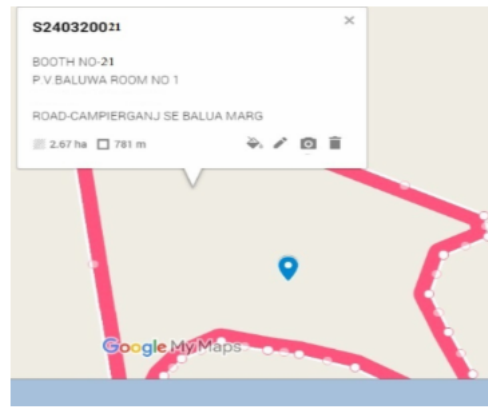 S240320021
BOOTH NO-21
P.V.BALUWA ROOM NO 1
ROAD-CAMPIERGANJ SE BALUA MARG
2.67 ha 781 m
Google My Maps